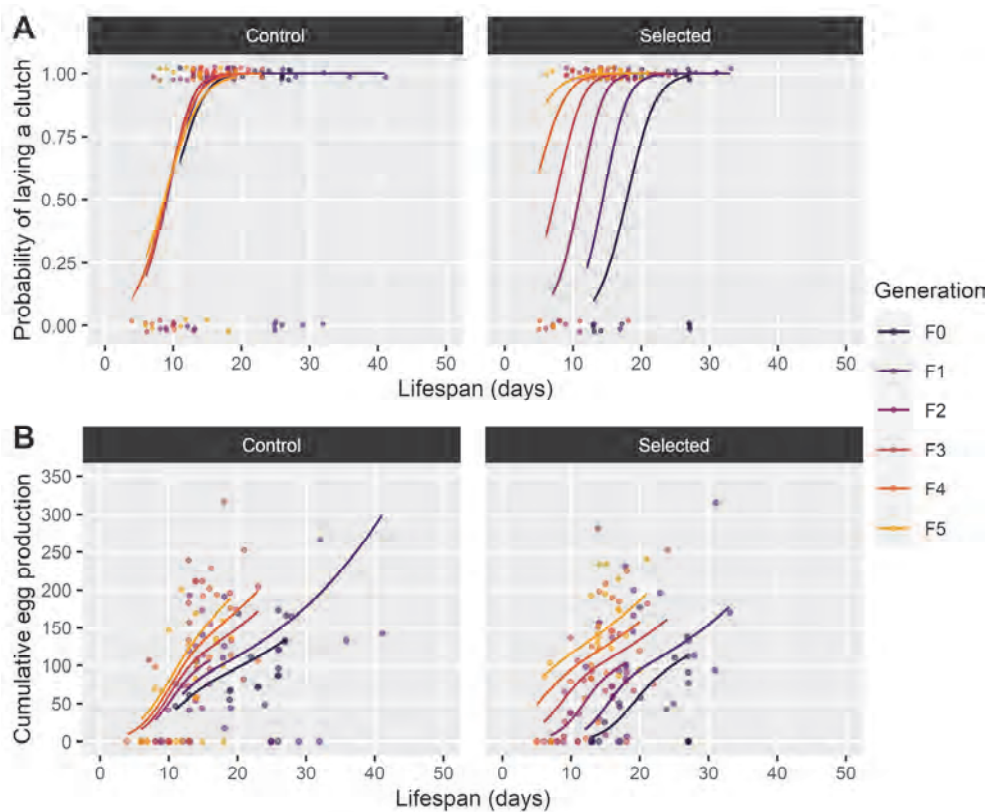 A
Control
Selected
Probability of laying a clutch
1.00
0.75
0.50
0.25
0.00
0 10 20 30 40 50
0 10 20 30 40 50
Lifespan (days)
Generation
F0
F1
F2
F3
F4
F5
B
Control
Selected
Cumulative egg production
350
300
250
200
150
100
50
0
0 10 20 30 40 50
0 10 20 30 40 50
Lifespan (days)